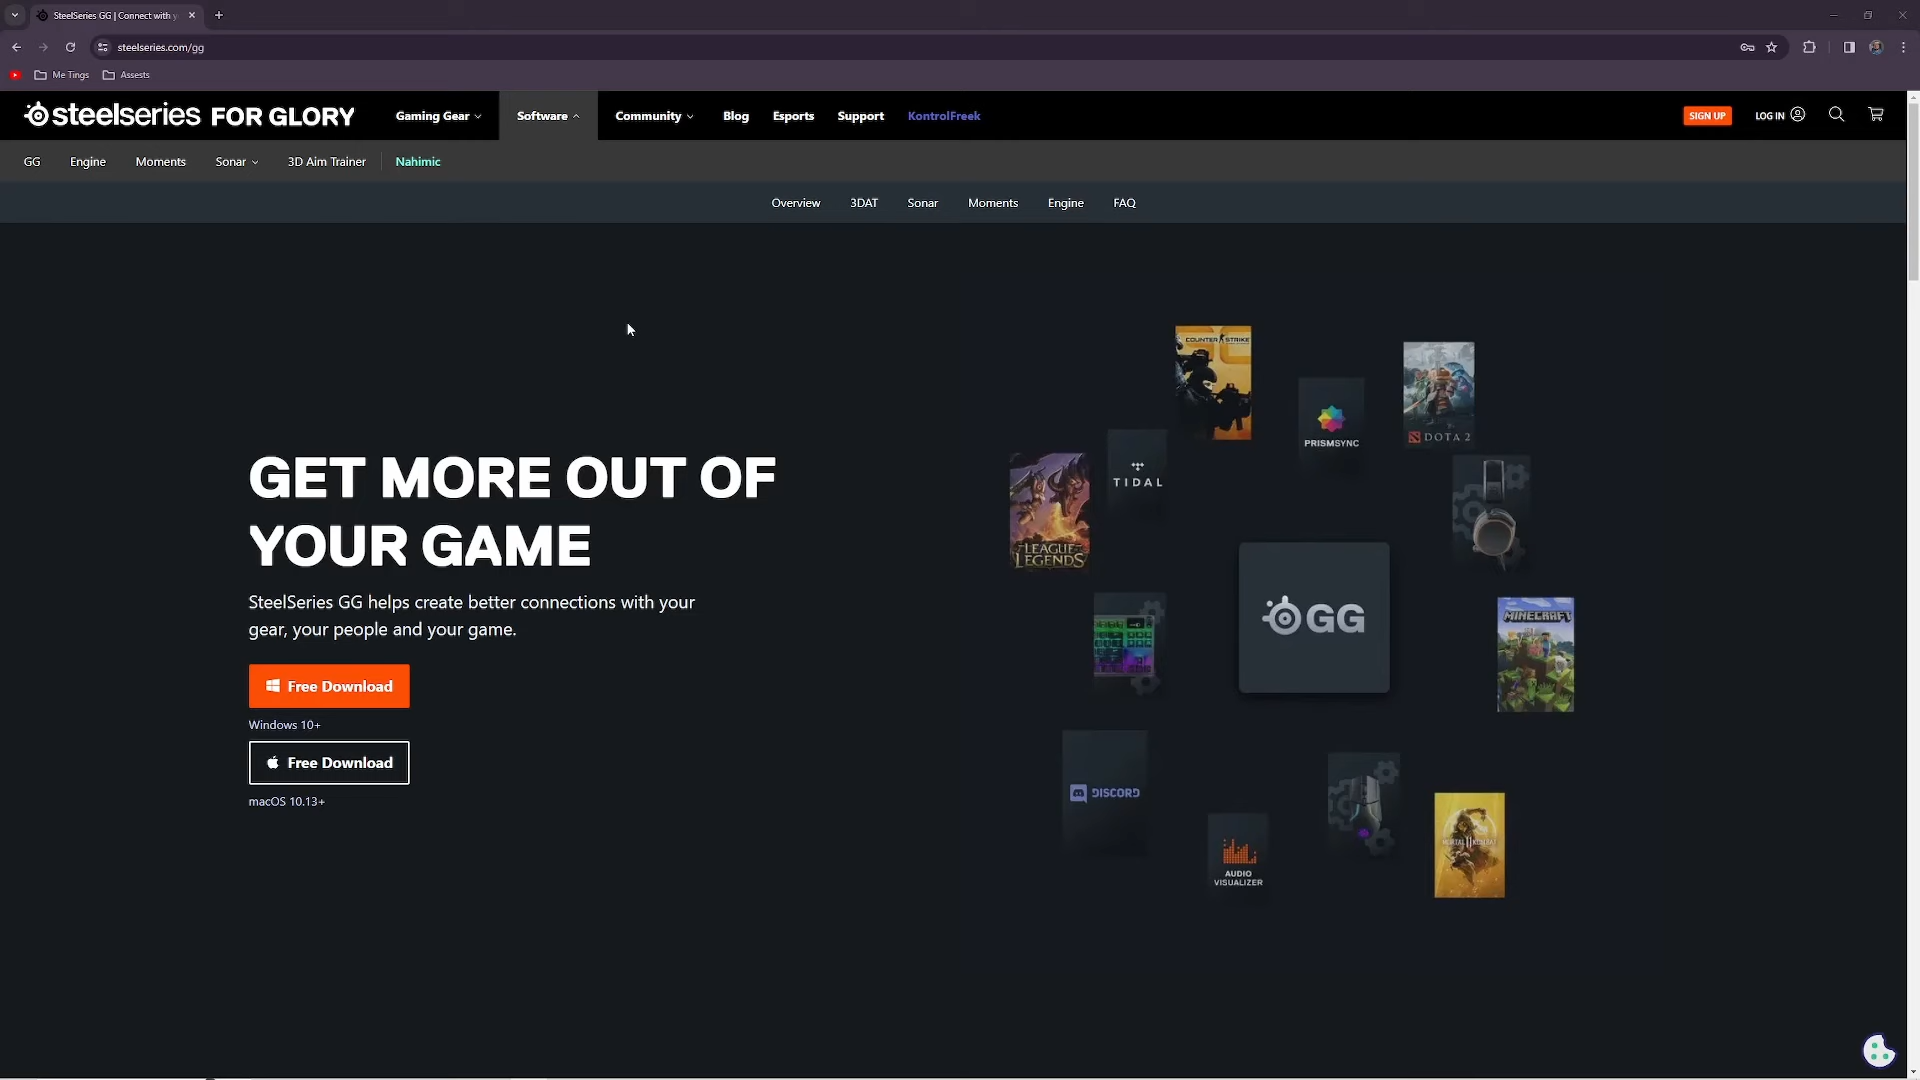 SteelSeries GG | Connect with y
steelseries.com/gg
Me Tings
Assests
steelseries FOR GLORY
Gaming Gear
Software
Community
Blog
Esports
Support
KontrolFreek
SIGN UP
LOG IN
GG
Engine
Moments
Sonar
3D Aim Trainer
Nahimic
Overview
3DAT
Sonar
Moments
Engine
FAQ
GET MORE OUT OF
YOUR GAME
SteelSeries GG helps create better connections with your
gear, your people and your game.
Free Download
Windows 10+
Free Download
macOS 10.13+
COUNTER STRIKE
PRISMSYNC
DOTA 2
TIDAL
LEAGUE
LEGENDS
GG
MINECRAFT
DISCORD
AUDIO
VISUALIZER
MORTAL KOMBAT